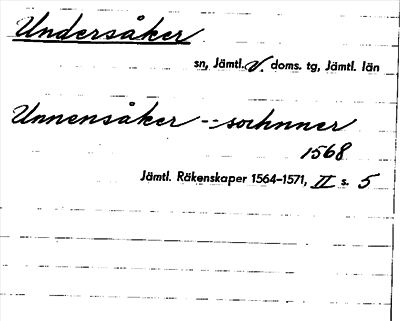 Undersåker
sn, Jämtl. v. doms. tg, Jämtl. län
Unnensåker -- sochnner
1568
Jämtl. Räkenskaper 1564-1571, II s. 5